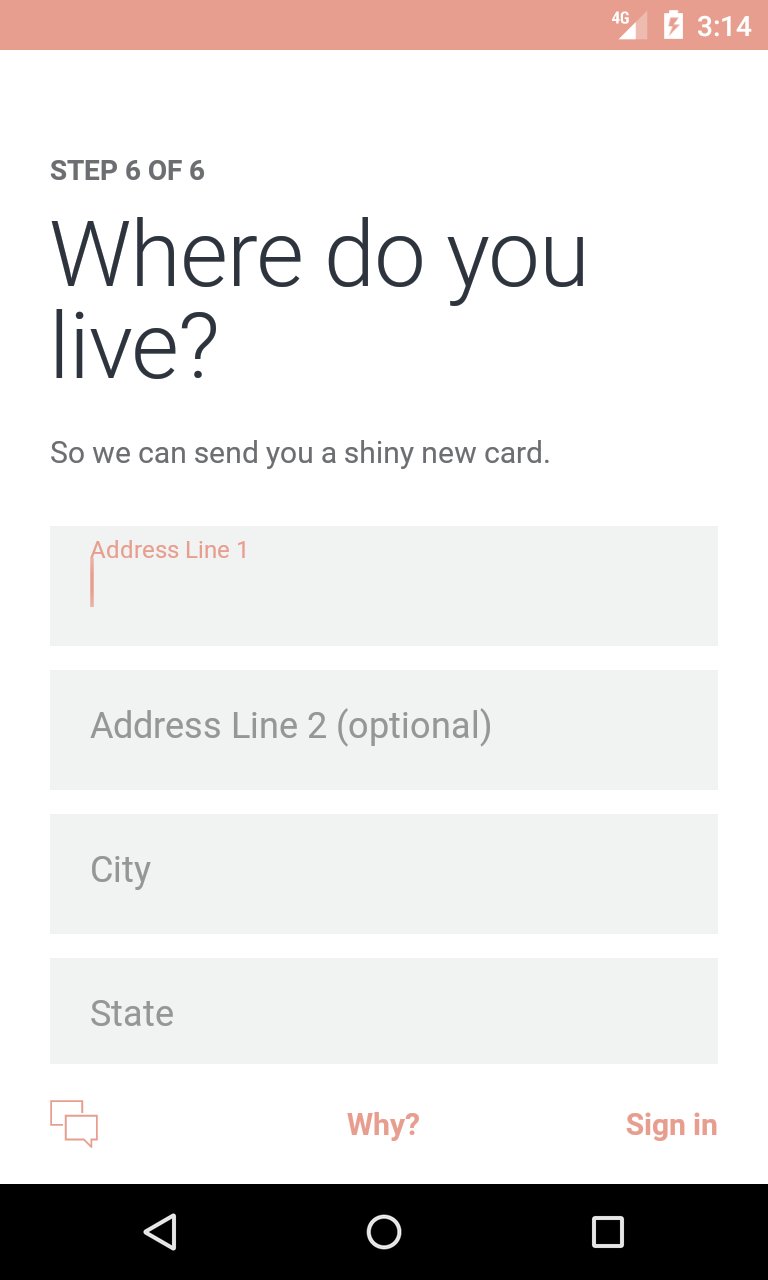 4G 3:14
STEP 6 OF 6
Where do you
live?
So we can send you a shiny new card.
Address Line 1
Address Line 2 (optional)
City
State
Why? Sign in